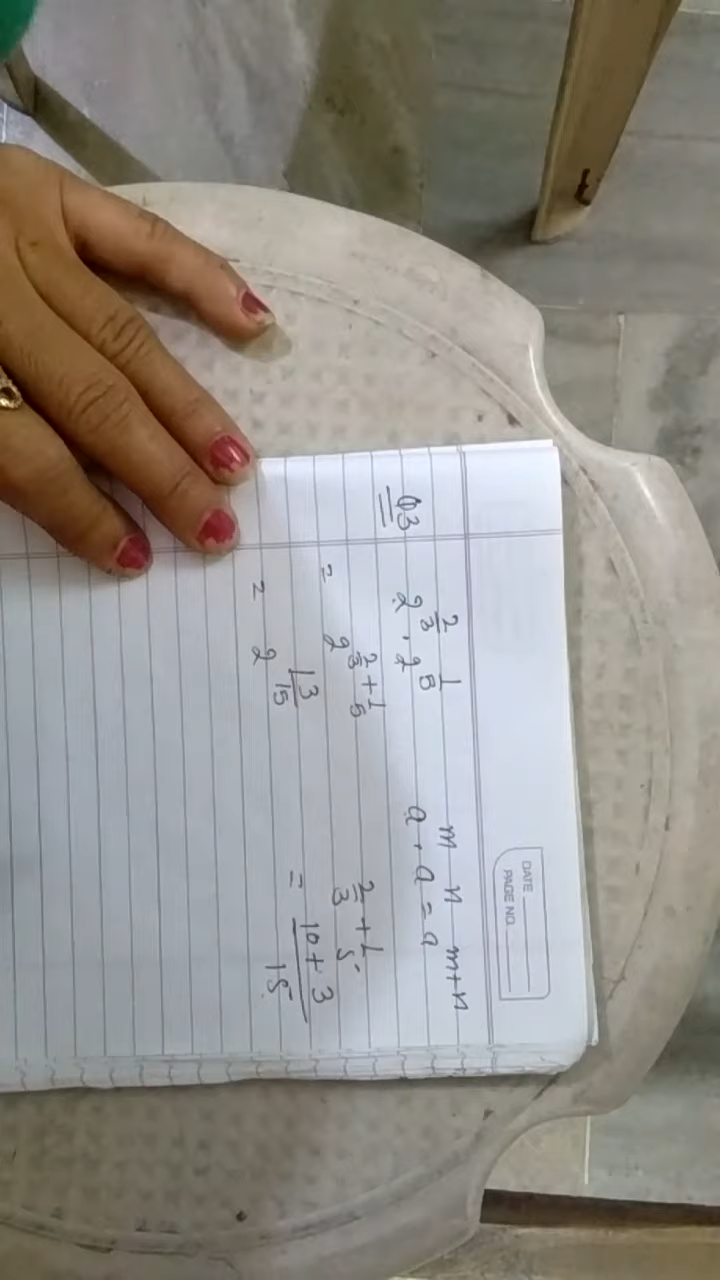 DATE
PAGE NO.
Q3 2^(2/3) · 2^(1/5) a^m · a^n = a^(m+n)
= 2^(2/3 + 1/5) 2/3 + 1/5
= 2^(13/15) = (10+3)/15